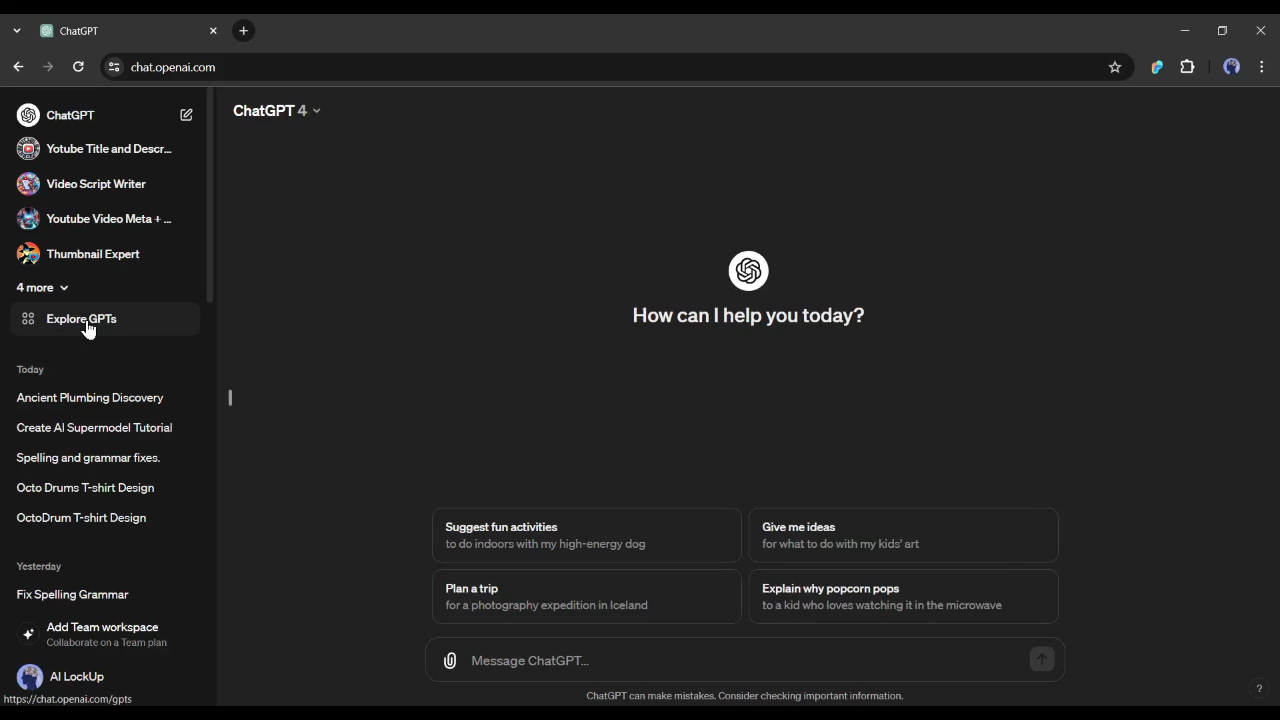 ChatGPT
chat.openai.com
ChatGPT
Yotube Title and Descr...
Video Script Writer
Youtube Video Meta + ...
Thumbnail Expert
4 more
Explore GPTs
Today
Ancient Plumbing Discovery
Create AI Supermodel Tutorial
Spelling and grammar fixes.
Octo Drums T-shirt Design
OctoDrum T-shirt Design
Yesterday
Fix Spelling Grammar
Add Team workspace
Collaborate on a Team plan
AI LockUp
https://chat.openai.com/gpts
ChatGPT 4
How can I help you today?
Suggest fun activities
to do indoors with my high-energy dog
Give me ideas
for what to do with my kids' art
Plan a trip
for a photography expedition in Iceland
Explain why popcorn pops
to a kid who loves watching it in the microwave
Message ChatGPT...
ChatGPT can make mistakes. Consider checking important information.
?